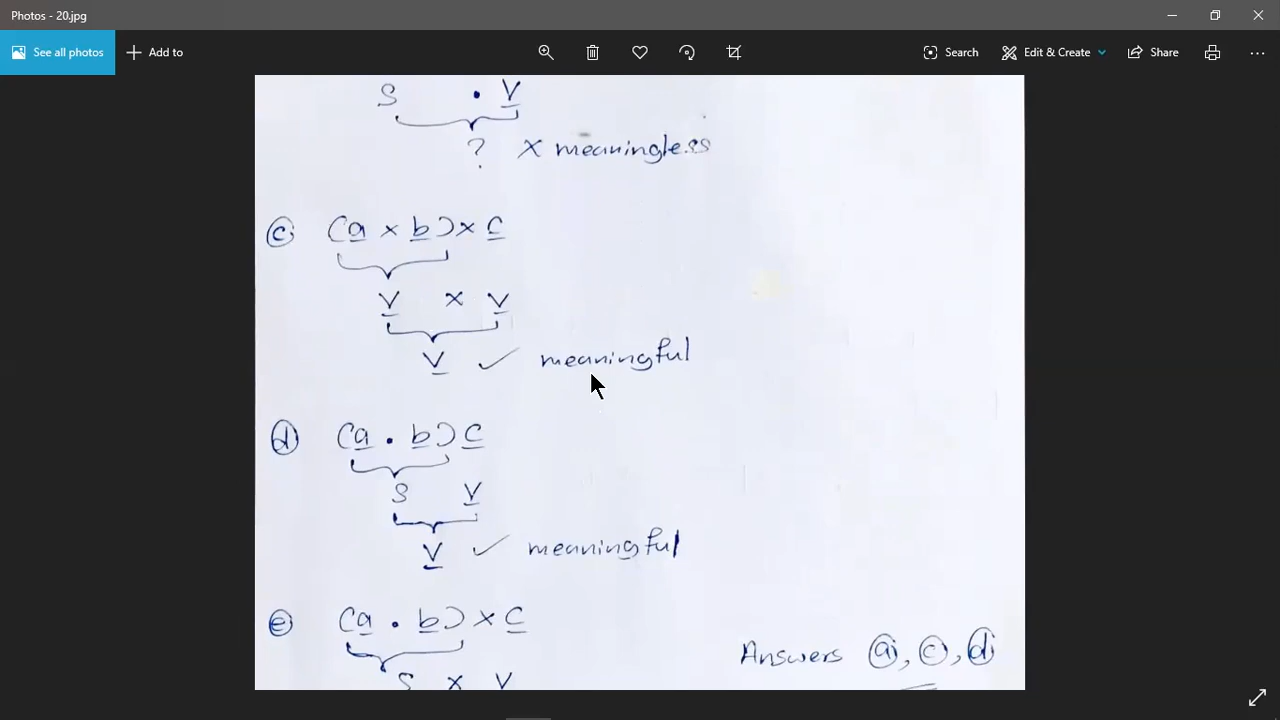 Photos - 20.jpg
See all photos
Add to
Search
Edit & Create
Share
S • V
? × meaningless
ⓒ (a × b) × c
V × V
V ✓ meaningful
ⓓ (a • b) c
S V
V ✓ meaningful
ⓔ (a • b) × c
Answers ⓐ, ⓒ, ⓓ
S × V